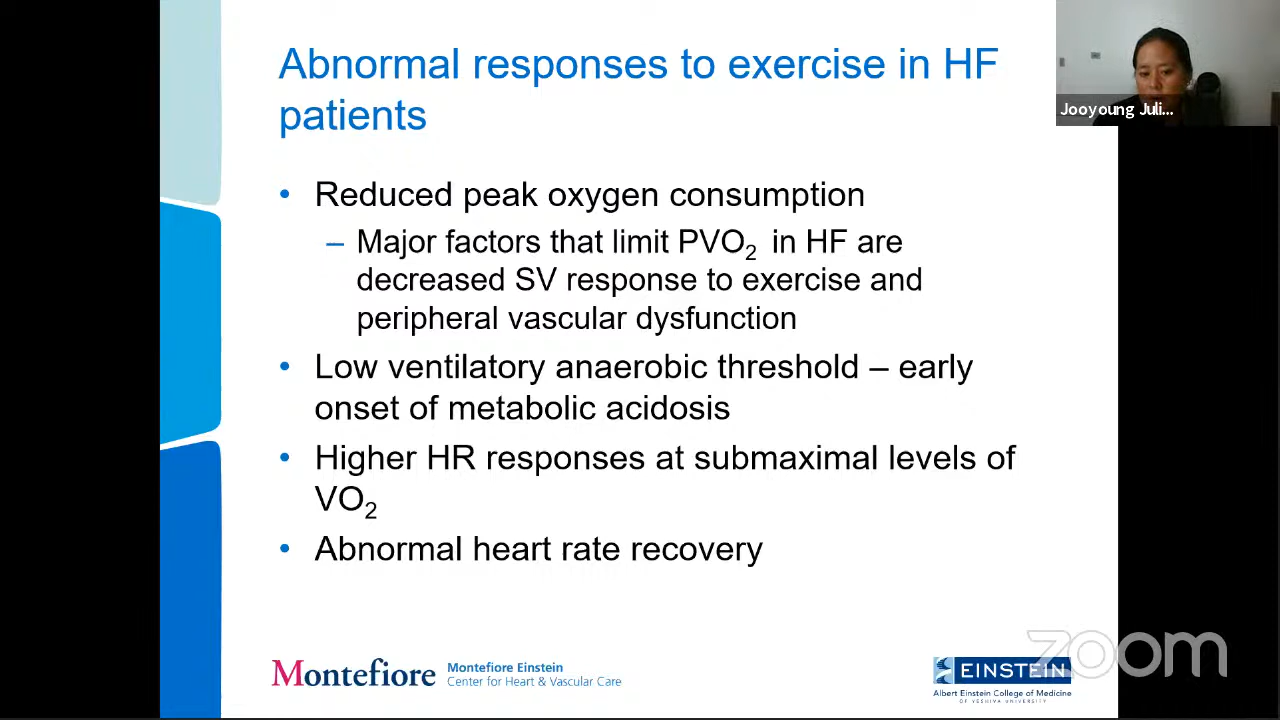 Abnormal responses to exercise in HF
patients
Jooyoung Juli...
• Reduced peak oxygen consumption
– Major factors that limit PVO2 in HF are
decreased SV response to exercise and
peripheral vascular dysfunction
• Low ventilatory anaerobic threshold – early
onset of metabolic acidosis
• Higher HR responses at submaximal levels of
VO2
• Abnormal heart rate recovery
Montefiore
Montefiore Einstein
Center for Heart & Vascular Care
EINSTEIN
Albert Einstein College of Medicine
OF YESHIVA UNIVERSITY
zoom